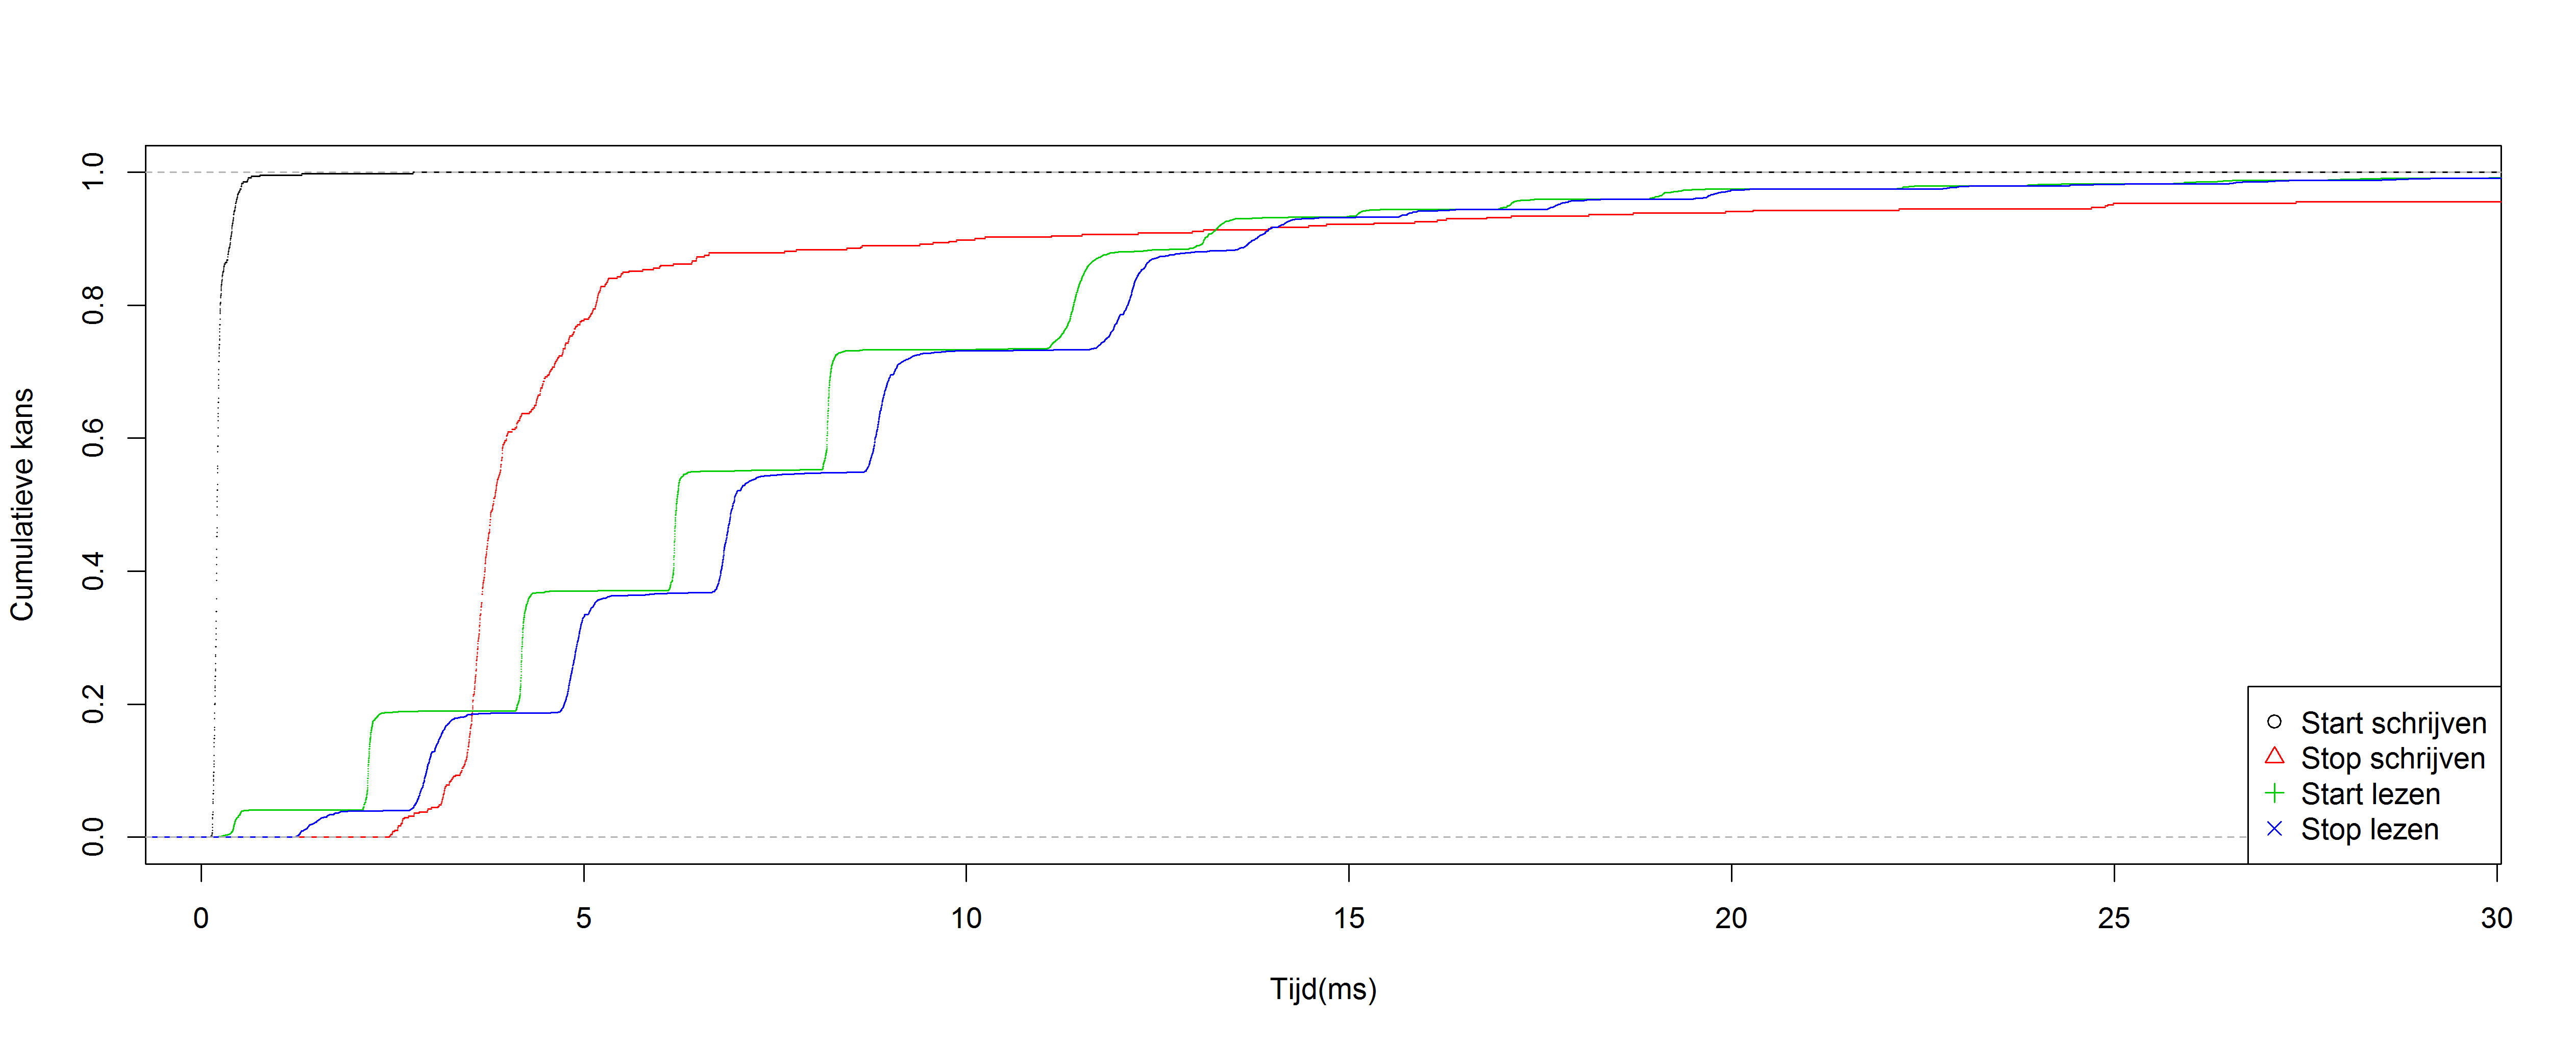 Cumulatieve kans
1.0
0.8
0.6
0.4
0.2
0.0
Start schrijven
Stop schrijven
Start lezen
Stop lezen
0 5 10 15 20 25 30
Tijd(ms)